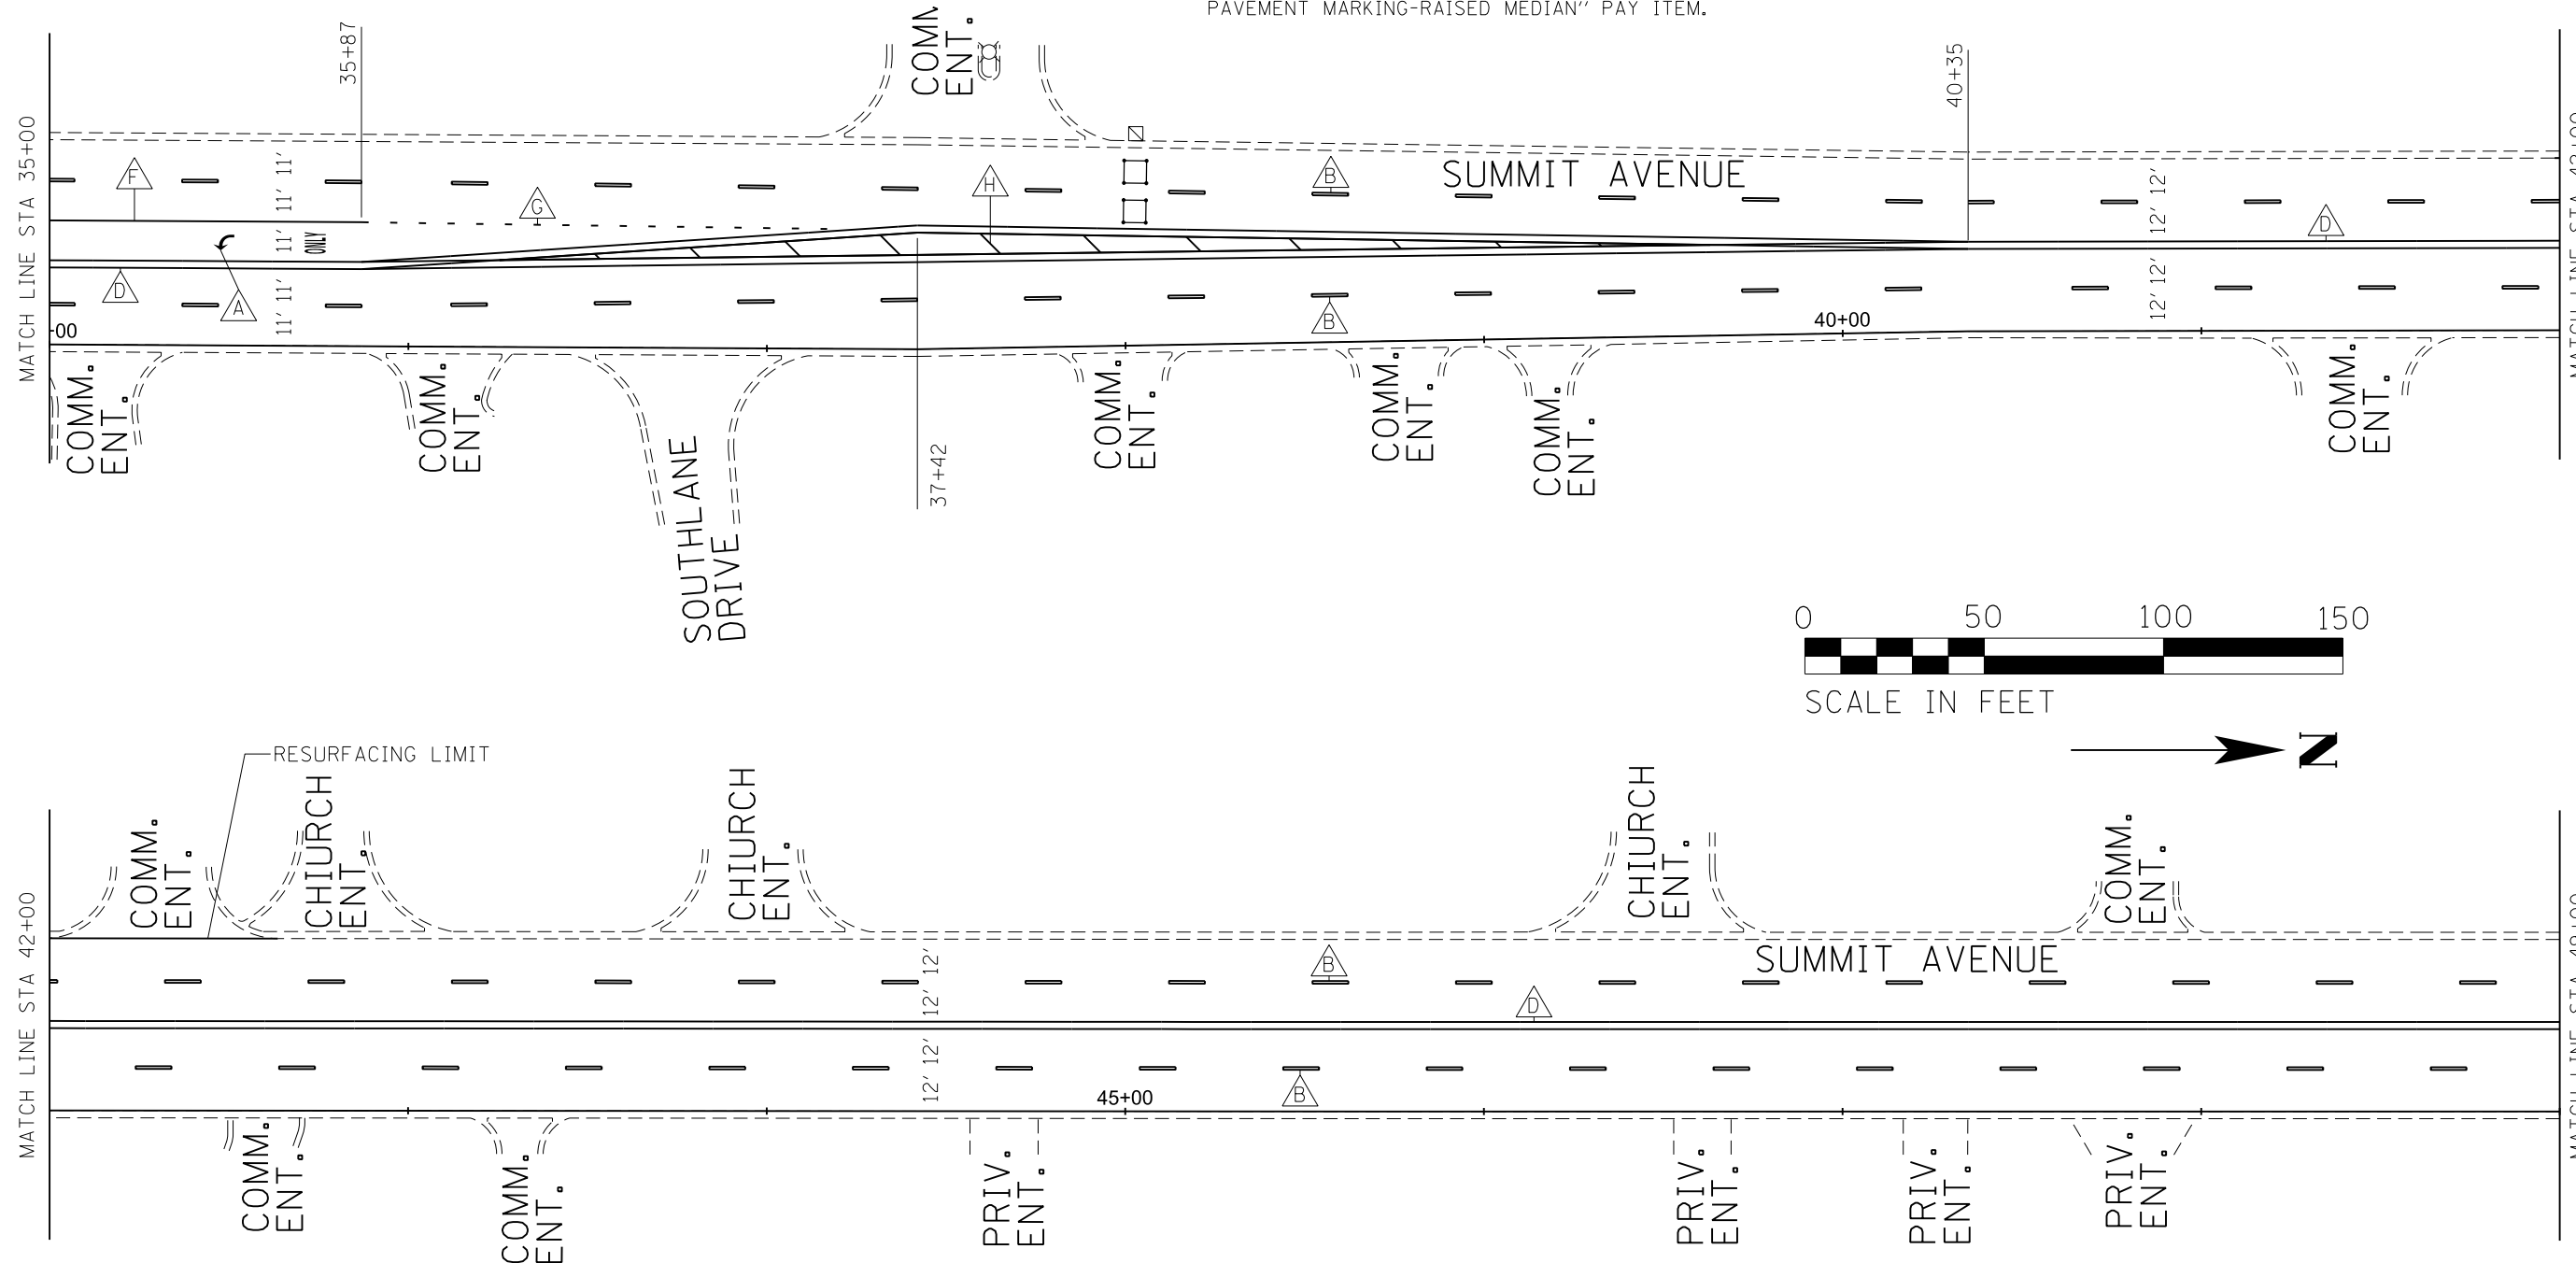 PAVEMENT MARKING-RAISED MEDIAN" PAY ITEM.
35+87
ENT.
40+35
MATCH LINE STA 35+00
F
11' 11'
G
H
B
SUMMIT AVENUE
12' 12'
D
11'
ONLY
D
A
11' 11'
B
12' 12'
-00
40+00
COMM.
ENT.
COMM.
ENT.
SOUTHLANE
DRIVE
37+42
COMM.
ENT.
COMM.
ENT.
COMM.
ENT.
COMM.
ENT.
0 50 100 150
SCALE IN FEET
N
RESURFACING LIMIT
MATCH LINE STA 42+00
COMM.
ENT.
CHIURCH
ENT.
CHIURCH
ENT.
CHIURCH
ENT.
COMM.
ENT.
12' 12'
B
SUMMIT AVENUE
D
12' 12'
45+00
B
COMM.
ENT.
COMM.
ENT.
PRIV.
ENT.
PRIV.
ENT.
PRIV.
ENT.
PRIV.
ENT.